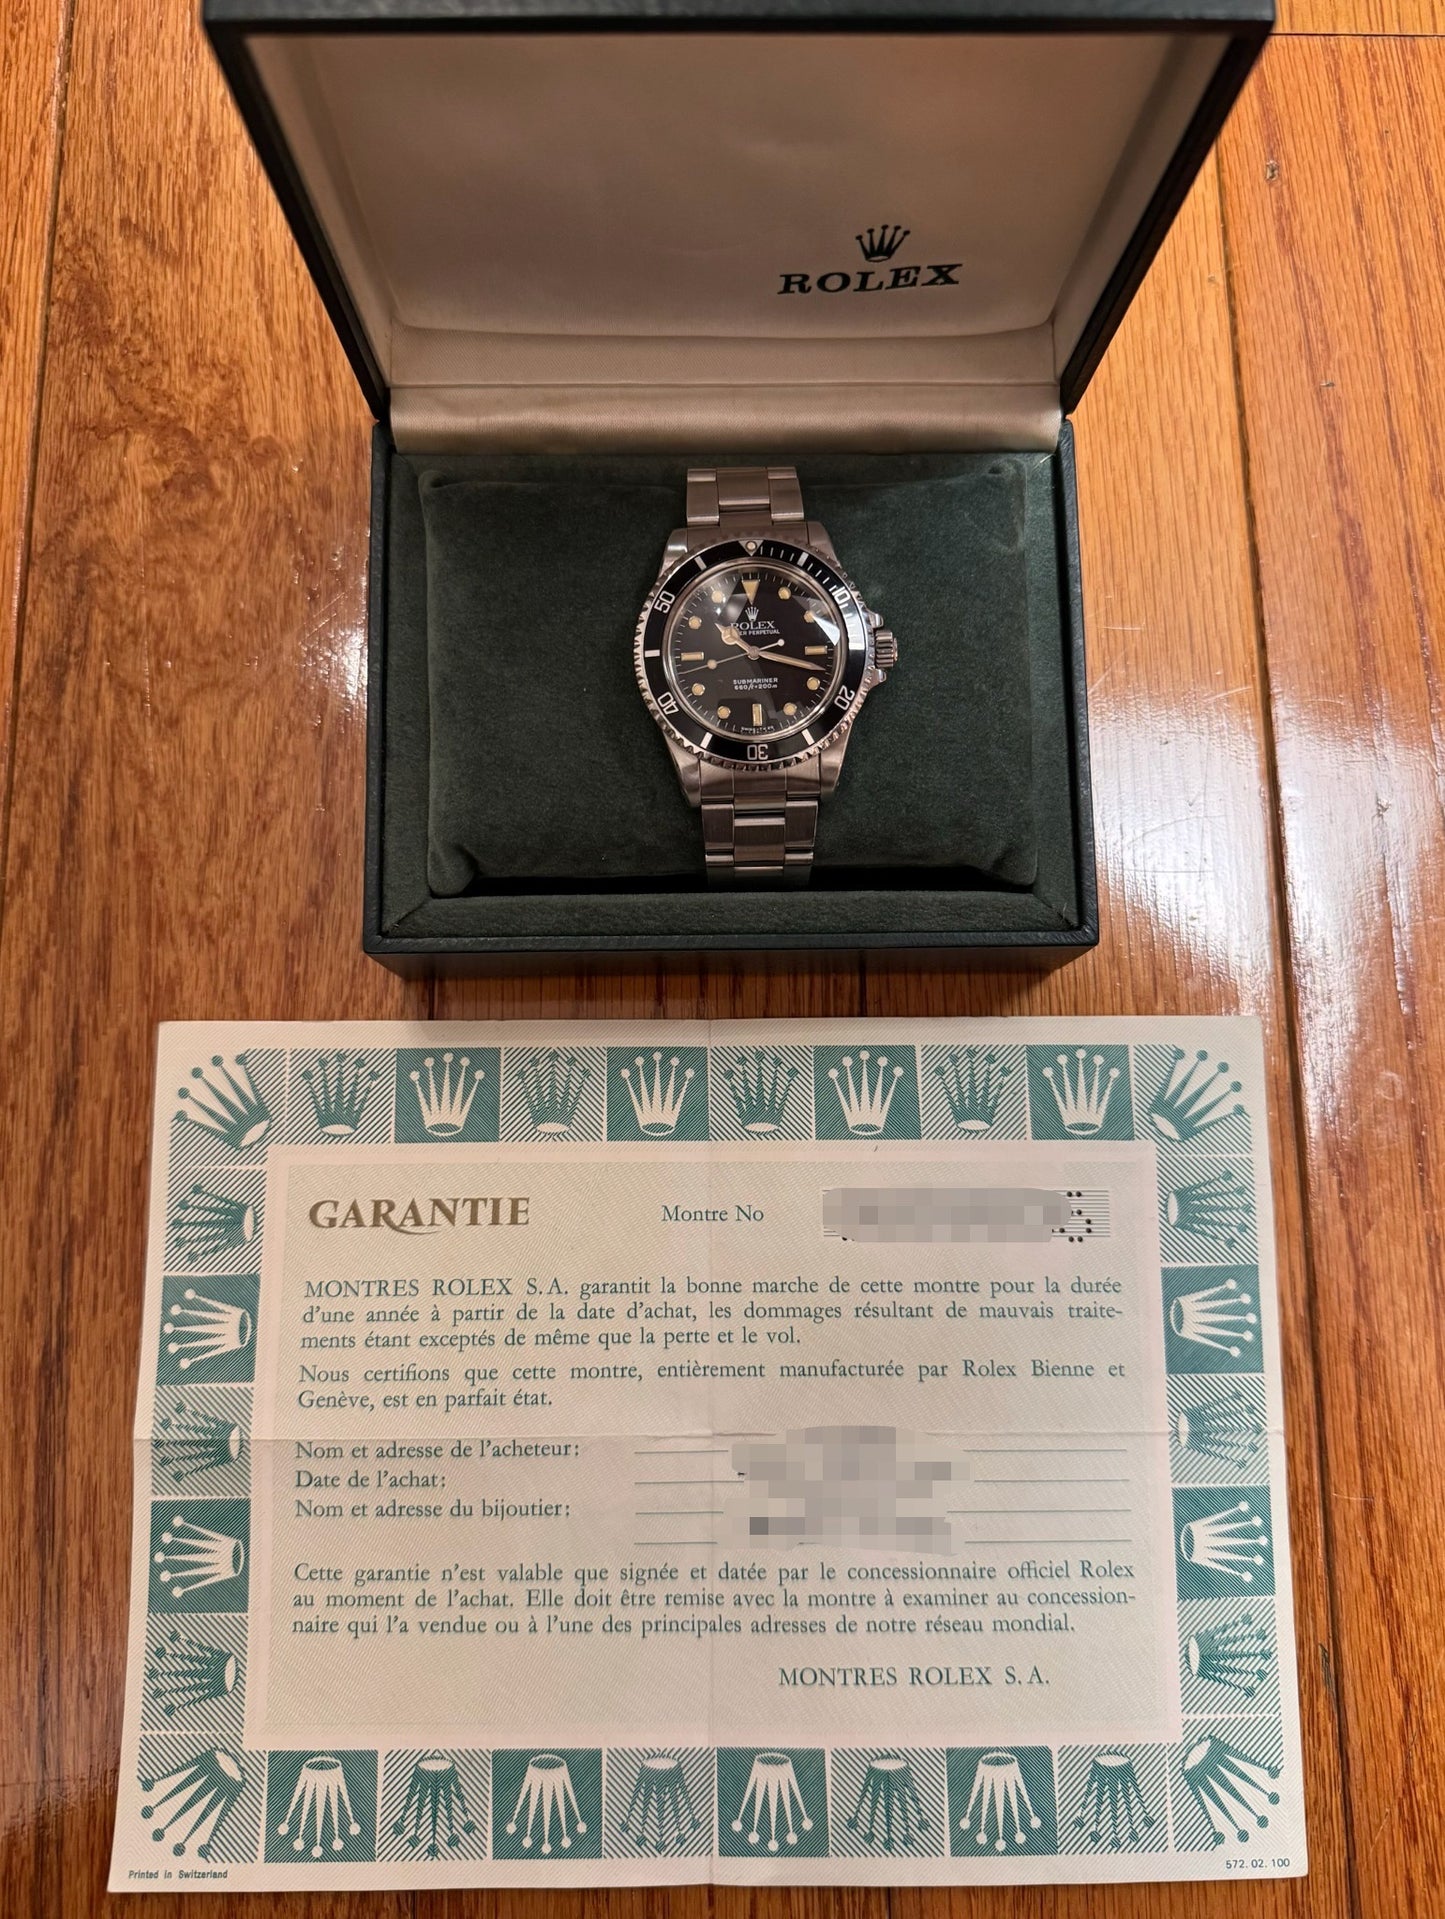 ROLEX
50
10
ROLEX
PERPETUAL
SUBMARINER
660ft=200m
40
20
30
GARANTIE
Montre No
MONTRES ROLEX S.A. garantit la bonne marche de cette montre pour la durée
d'une année à partir de la date d'achat, les dommages résultant de mauvais traite-
ments étant exceptés de même que la perte et le vol.
Nous certifions que cette montre, entièrement manufacturée par Rolex Bienne et
Genève, est en parfait état.
Nom et adresse de l'acheteur:
Date de l'achat:
Nom et adresse du bijoutier:
Cette garantie n'est valable que signée et datée par le concessionnaire officiel Rolex
au moment de l'achat. Elle doit être remise avec la montre à examiner au concession-
naire qui l'a vendue ou à l'une des principales adresses de notre réseau mondial.
MONTRES ROLEX S.A.
Printed in Switzerland
572.02.100